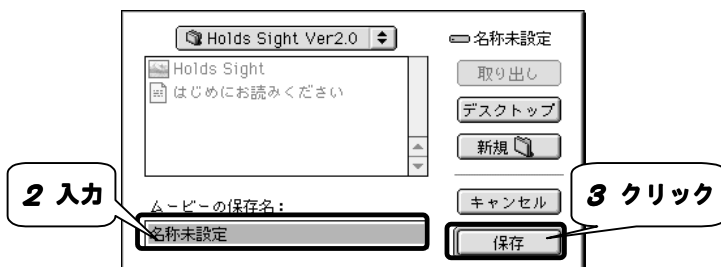 Holds Sight Ver2.0
名称未設定
Holds Sight
はじめにお読みください
取り出し
デスクトップ
新規
2 入力
ムービーの保存名:
名称未設定
キャンセル
保存
3 クリック